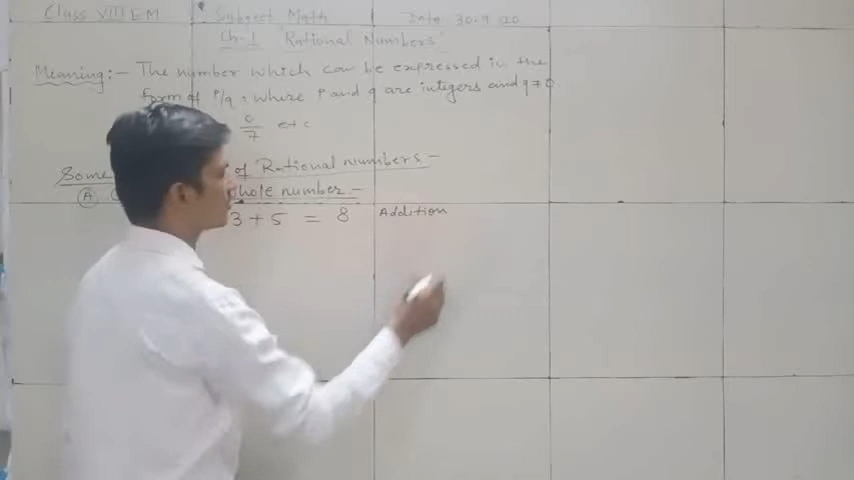 Class VIII EM Subject Math Date 30-9-20
Ch-1 "Rational Numbers"
Meaning:- The number which can be expressed in the
form of P/q, where P and q are integers and q ≠ 0.
0/7 etc
Some of Rational numbers-
(A) whole number-
3 + 5 = 8 Addition